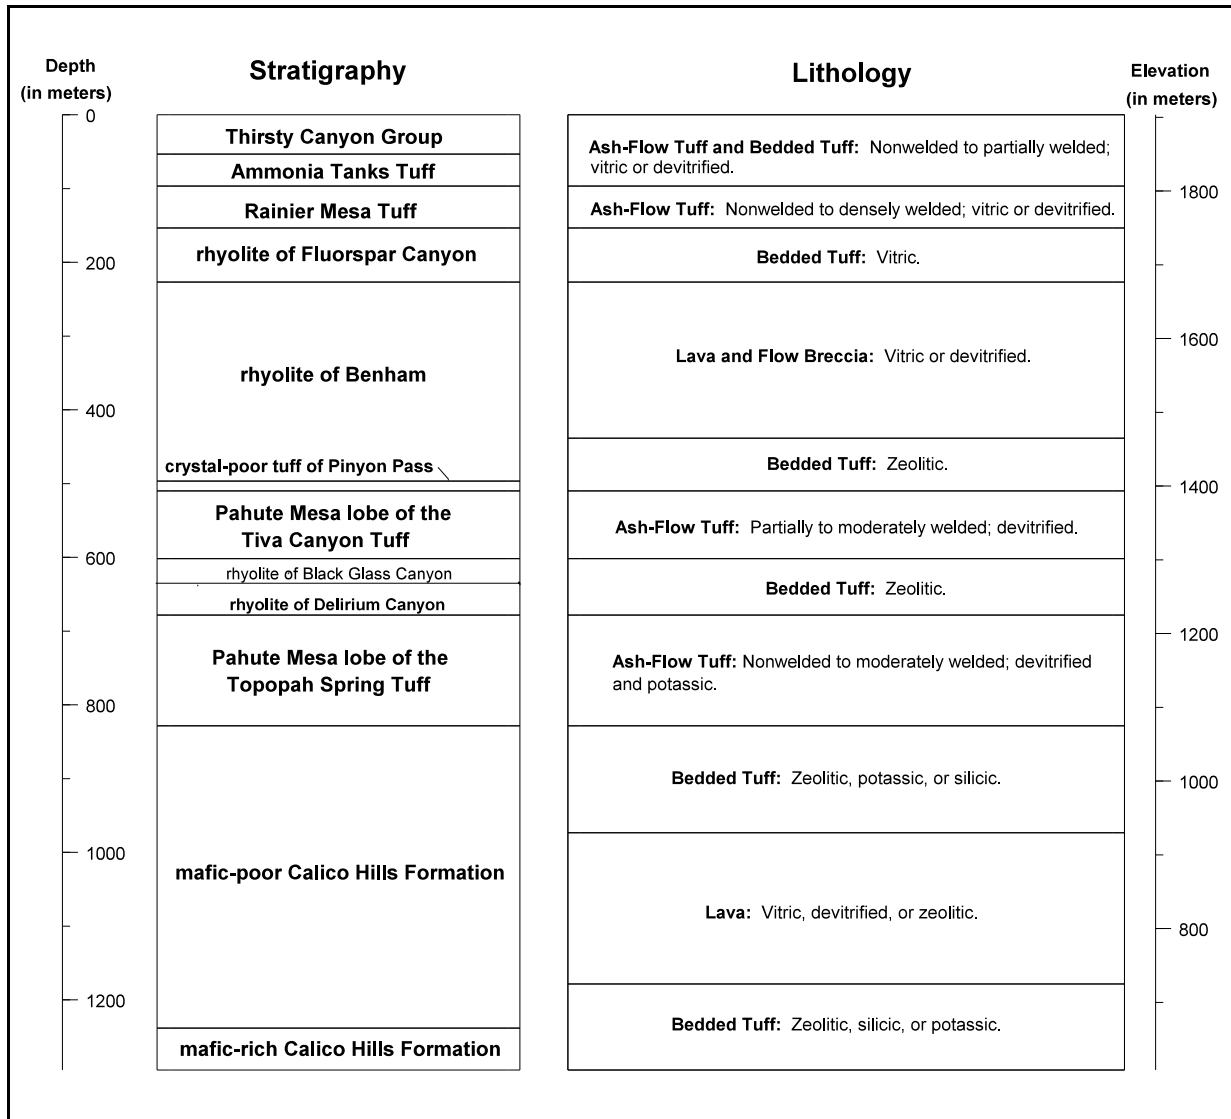 Depth
(in meters)
Stratigraphy
Lithology
Elevation
(in meters)
0
200
400
600
800
1000
1200
Thirsty Canyon Group
Ammonia Tanks Tuff
Rainier Mesa Tuff
rhyolite of Fluorspar Canyon
rhyolite of Benham
crystal-poor tuff of Pinyon Pass
Pahute Mesa lobe of the
Tiva Canyon Tuff
rhyolite of Black Glass Canyon
rhyolite of Delirium Canyon
Pahute Mesa lobe of the
Topopah Spring Tuff
mafic-poor Calico Hills Formation
mafic-rich Calico Hills Formation
Ash-Flow Tuff and Bedded Tuff: Nonwelded to partially welded;
vitric or devitrified.
Ash-Flow Tuff: Nonwelded to densely welded; vitric or devitrified.
Bedded Tuff: Vitric.
Lava and Flow Breccia: Vitric or devitrified.
Bedded Tuff: Zeolitic.
Ash-Flow Tuff: Partially to moderately welded; devitrified.
Bedded Tuff: Zeolitic.
Ash-Flow Tuff: Nonwelded to moderately welded; devitrified
and potassic.
Bedded Tuff: Zeolitic, potassic, or silicic.
Lava: Vitric, devitrified, or zeolitic.
Bedded Tuff: Zeolitic, silicic, or potassic.
1800
1600
1400
1200
1000
800